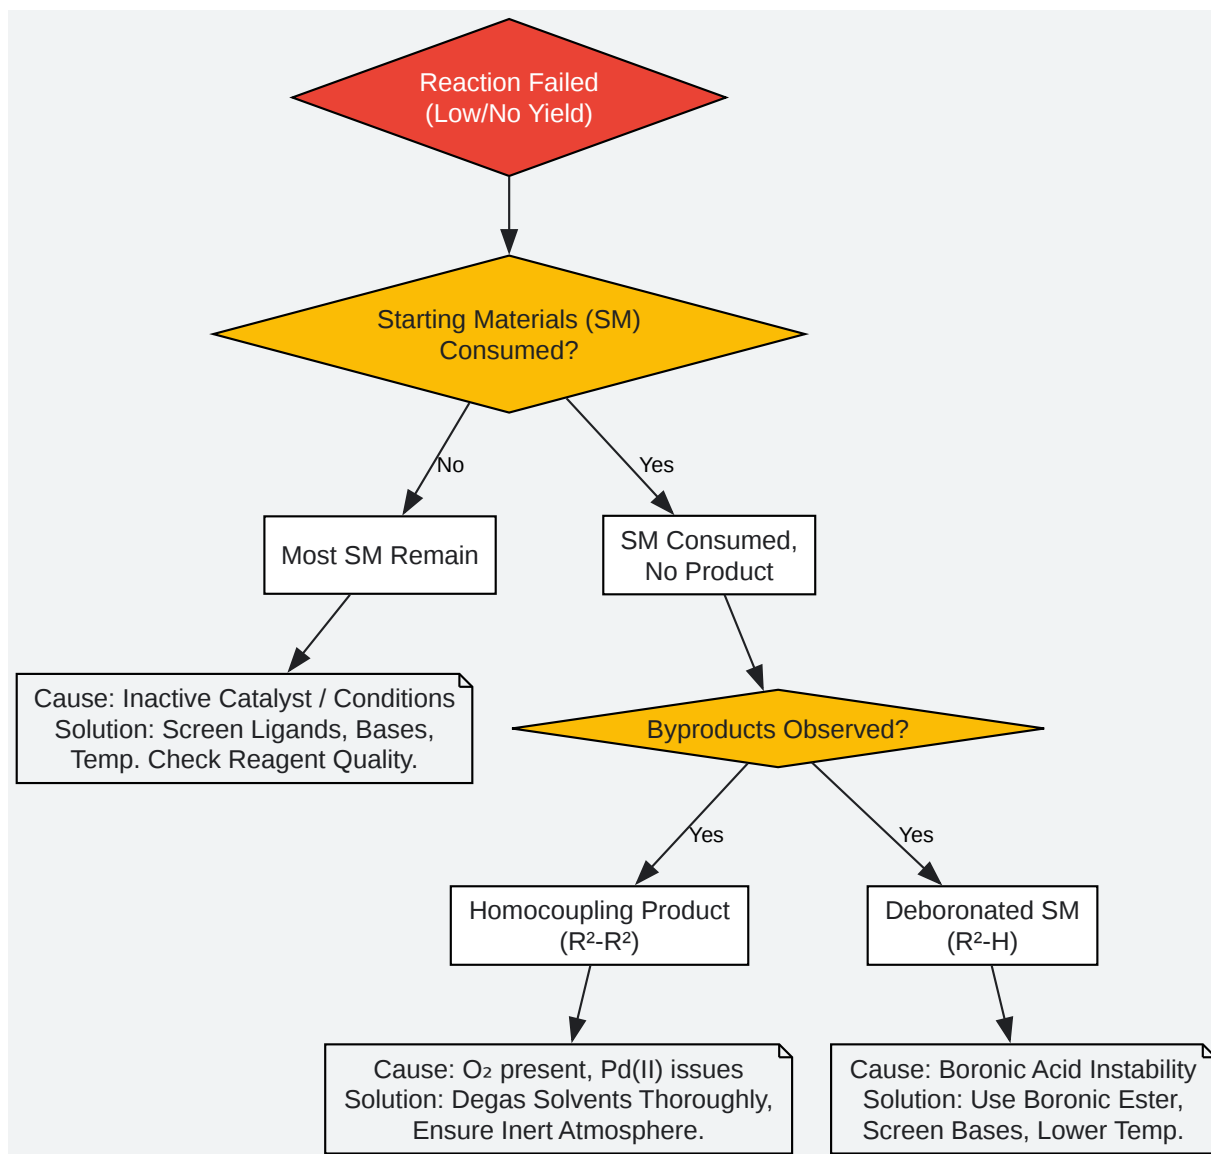 Reaction Failed
(Low/No Yield)
Starting Materials (SM)
Consumed?
No
Yes
Most SM Remain
SM Consumed,
No Product
Cause: Inactive Catalyst / Conditions
Solution: Screen Ligands, Bases,
Temp. Check Reagent Quality.
Byproducts Observed?
Yes
Yes
Homocoupling Product
(R²-R²)
Deboronated SM
(R²-H)
Cause: O₂ present, Pd(II) issues
Solution: Degas Solvents Thoroughly,
Ensure Inert Atmosphere.
Cause: Boronic Acid Instability
Solution: Use Boronic Ester,
Screen Bases, Lower Temp.